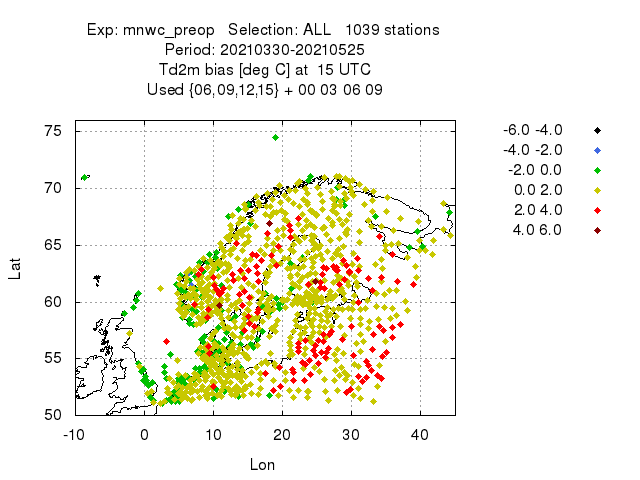 Exp: mnwc_preop   Selection: ALL   1039 stations
Period: 20210330-20210525
Td2m bias [deg C] at  15 UTC
Used {06,09,12,15} + 00 03 06 09
-6.0 -4.0
-4.0 -2.0
-2.0 0.0
0.0 2.0
2.0 4.0
4.0 6.0
75
70
65
60
55
50
Lat
-10 0 10 20 30 40
Lon